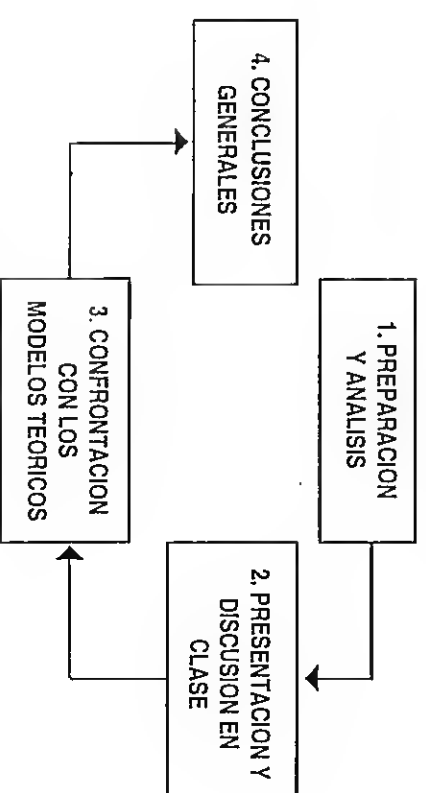 1. PREPARACION
Y ANALISIS
2. PRESENTACION Y
DISCUSION EN
CLASE
3. CONFRONTACION
CON LOS
MODELOS TEORICOS
4. CONCLUSIONES
GENERALES